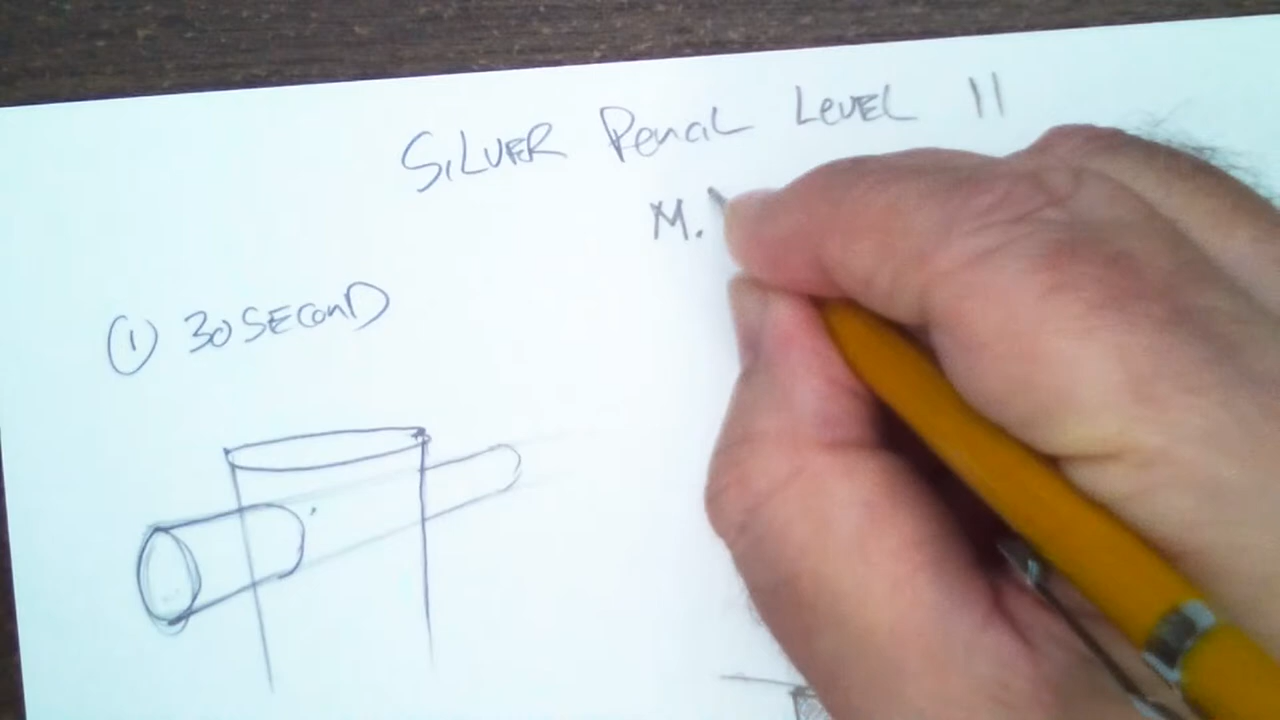 SILVER Pencil LeVEL II
M.
① 30 SEConD